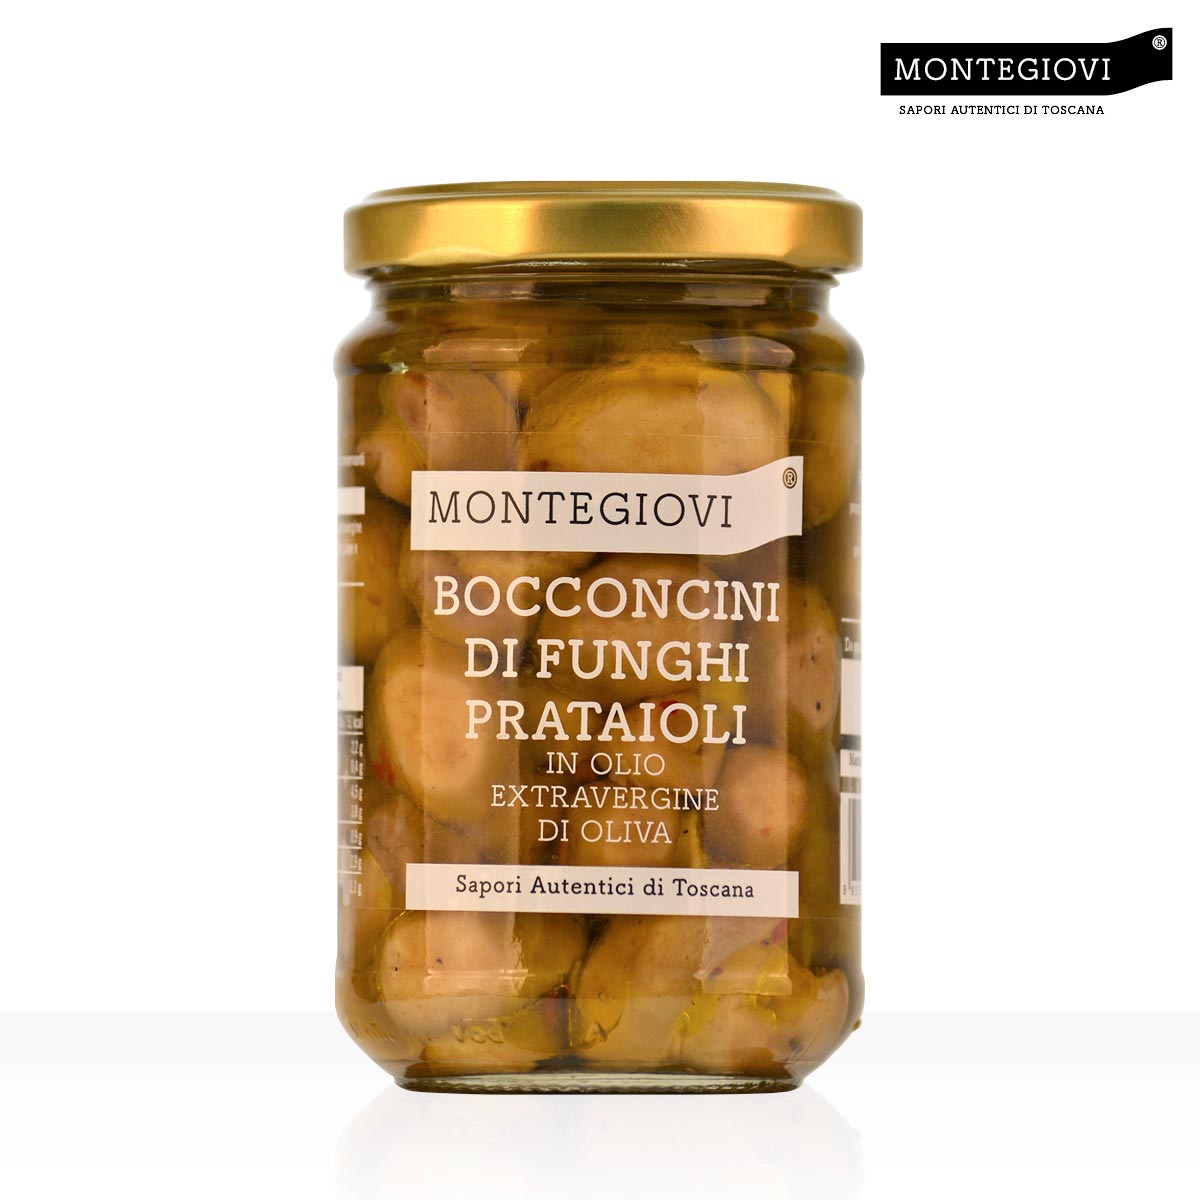 MONTEGIOVI ®
SAPORI AUTENTICI DI TOSCANA
MONTEGIOVI ®
BOCCONCINI
DI FUNGHI
PRATAIOLI
IN OLIO
EXTRAVERGINE
DI OLIVA
Sapori Autentici di Toscana